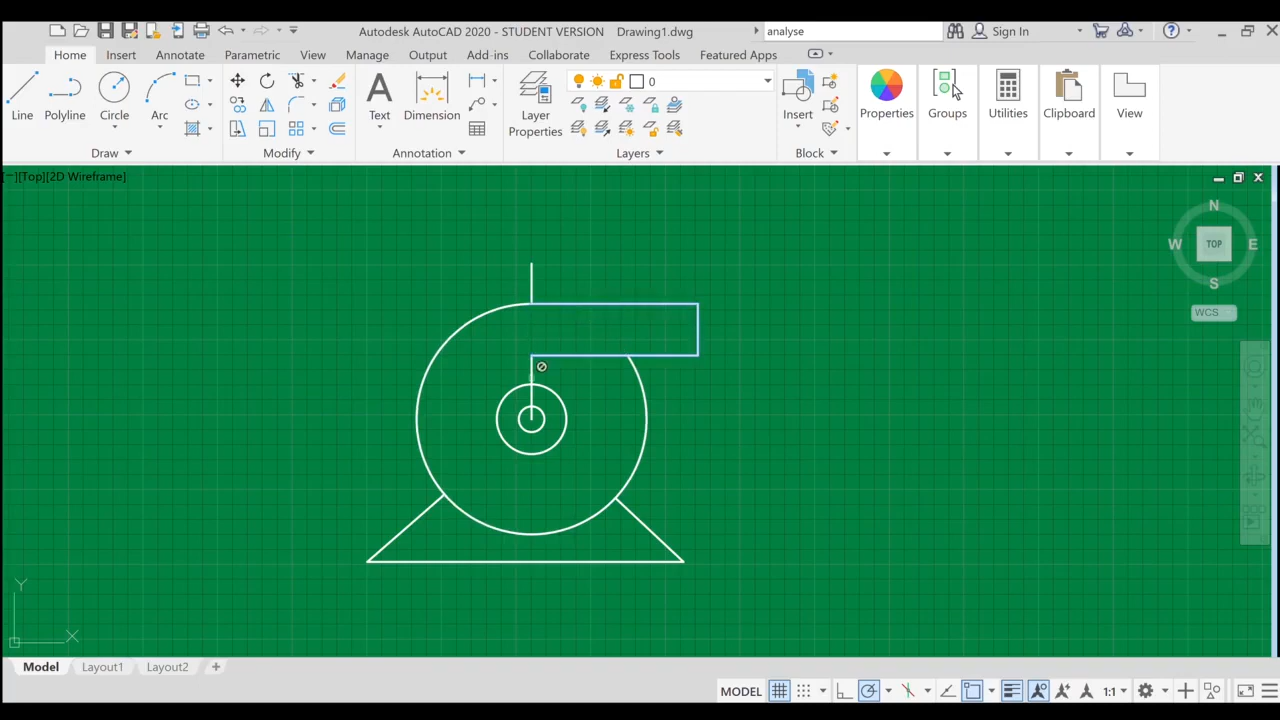 Autodesk AutoCAD 2020 - STUDENT VERSION Drawing1.dwg analyse Sign In
Home Insert Annotate Parametric View Manage Output Add-ins Collaborate Express Tools Featured Apps
0
Line Polyline Circle Arc Text Dimension Layer Properties Insert Properties Groups Utilities Clipboard View
Draw Modify Annotation Layers Block
[−][Top][2D Wireframe]
N
W TOP E
S
WCS
Y
X
Model Layout1 Layout2 +
MODEL 1:1